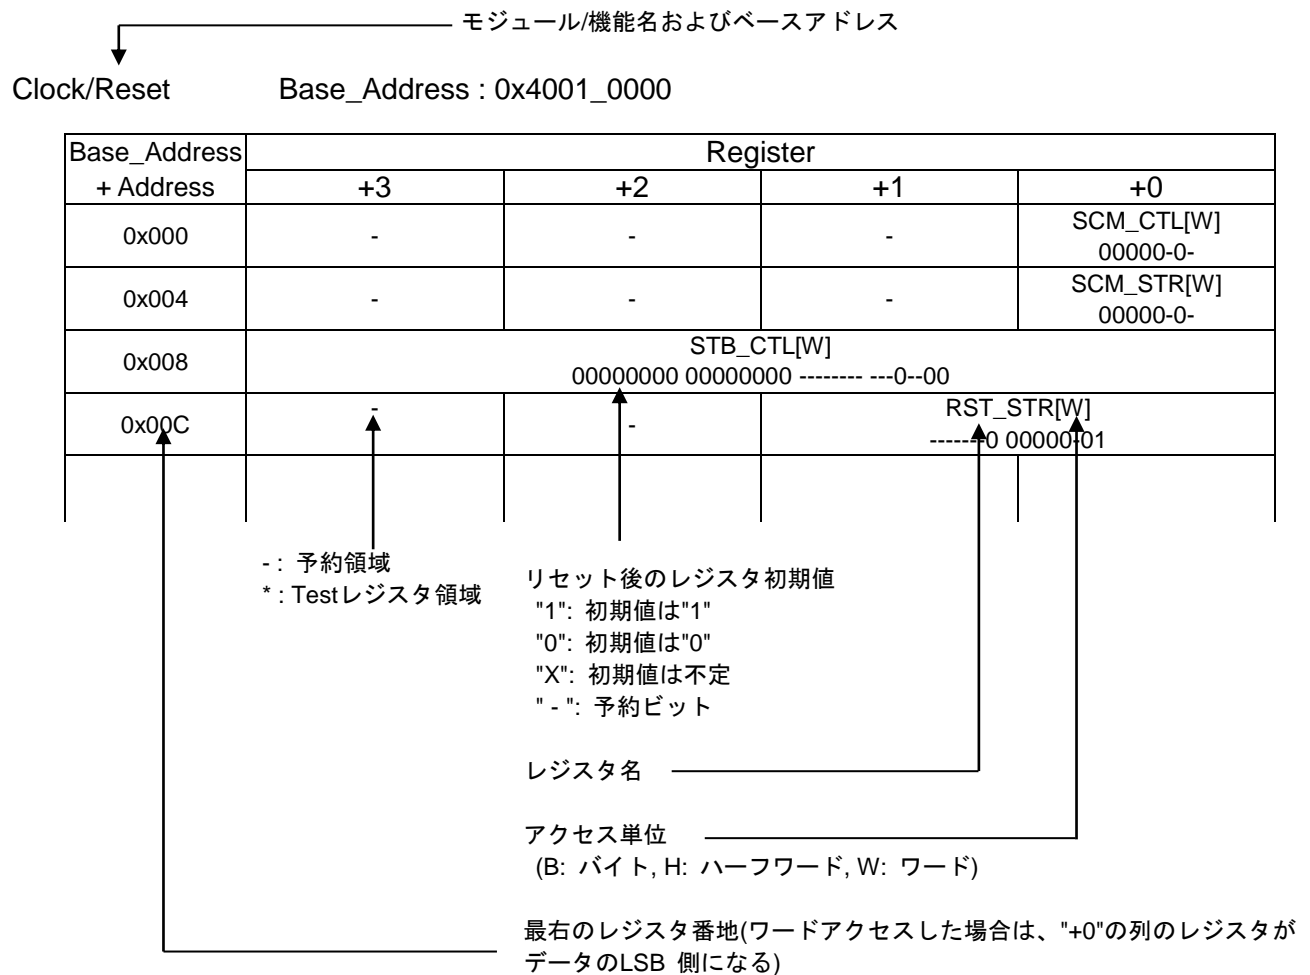 モジュール/機能名およびベースアドレス
Clock/Reset Base_Address : 0x4001_0000
Base_Address Register
+ Address +3 +2 +1 +0
0x000 - - - SCM_CTL[W]
00000-0-
0x004 - - - SCM_STR[W]
00000-0-
0x008 STB_CTL[W]
00000000 00000000 -------- ---0--00
0x00C - - RST_STR[W]
-------0 00000-01
- : 予約領域
* : Testレジスタ領域
リセット後のレジスタ初期値
"1": 初期値は"1"
"0": 初期値は"0"
"X": 初期値は不定
" - ": 予約ビット
レジスタ名
アクセス単位
(B: バイト, H: ハーフワード, W: ワード)
最右のレジスタ番地(ワードアクセスした場合は、"+0"の列のレジスタが
データのLSB 側になる)